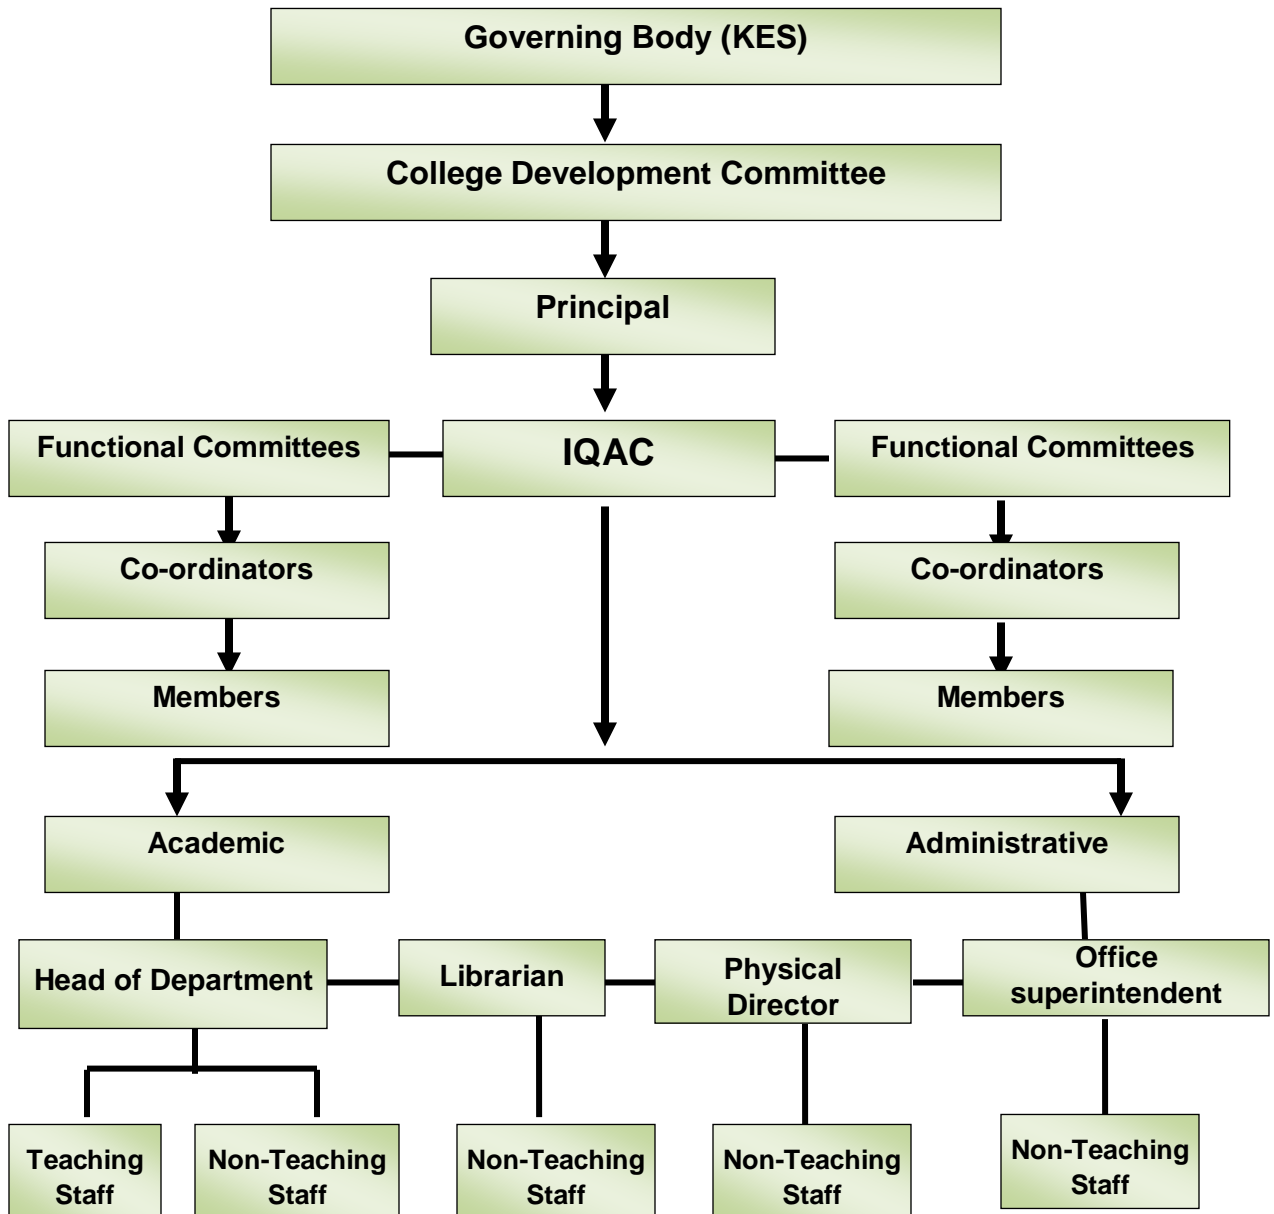 Governing Body (KES)
College Development Committee
Principal
Functional Committees
IQAC
Functional Committees
Co-ordinators
Co-ordinators
Members
Members
Academic
Administrative
Head of Department
Librarian
Physical
Director
Office
superintendent
Teaching
Staff
Non-Teaching
Staff
Non-Teaching
Staff
Non-Teaching
Staff
Non-Teaching
Staff